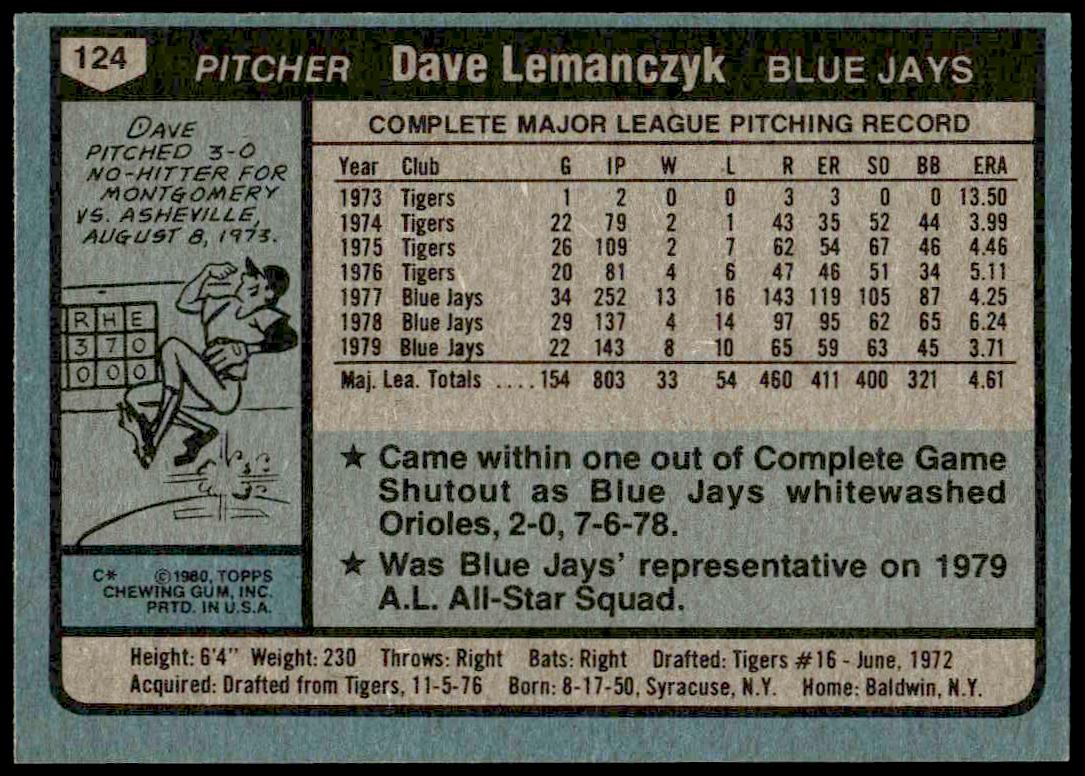 124 PITCHER Dave Lemanczyk BLUE JAYS
DAVE
PITCHED 3-0
NO-HITTER FOR
MONTGOMERY
VS. ASHEVILLE,
AUGUST 8, 1973.
R H E
3 7 0
0 0 0
C* ©1980, TOPPS
CHEWING GUM, INC.
PRTD. IN U.S.A.
COMPLETE MAJOR LEAGUE PITCHING RECORD
Year Club G IP W L R ER SO BB ERA
1973 Tigers 1 2 0 0 3 3 0 0 13.50
1974 Tigers 22 79 2 1 43 35 52 44 3.99
1975 Tigers 26 109 2 7 62 54 67 46 4.46
1976 Tigers 20 81 4 6 47 46 51 34 5.11
1977 Blue Jays 34 252 13 16 143 119 105 87 4.25
1978 Blue Jays 29 137 4 14 97 95 62 65 6.24
1979 Blue Jays 22 143 8 10 65 59 63 45 3.71
Maj. Lea. Totals .... 154 803 33 54 460 411 400 321 4.61
★ Came within one out of Complete Game
Shutout as Blue Jays whitewashed
Orioles, 2-0, 7-6-78.
★ Was Blue Jays' representative on 1979
A.L. All-Star Squad.
Height: 6'4" Weight: 230 Throws: Right Bats: Right Drafted: Tigers #16 - June, 1972
Acquired: Drafted from Tigers, 11-5-76 Born: 8-17-50, Syracuse, N.Y. Home: Baldwin, N.Y.